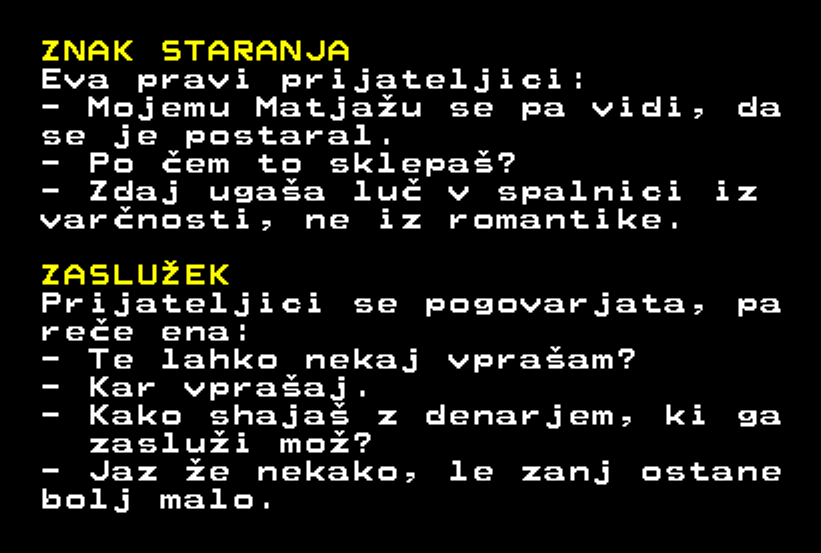 ZNAK STARANJA
Eva pravi prijateljici:
- Mojemu Matjažu se pa vidi, da
se je postaral.
- Po čem to sklepaš?
- Zdaj ugaša luč v spalnici iz
varčnosti, ne iz romantike.

ZASLUŽEK
Prijateljici se pogovarjata, pa
reče ena:
- Te lahko nekaj vprašam?
- Kar vprašaj.
- Kako shajaš z denarjem, ki ga
  zasluži mož?
- Jaz že nekako, le zanj ostane
bolj malo.